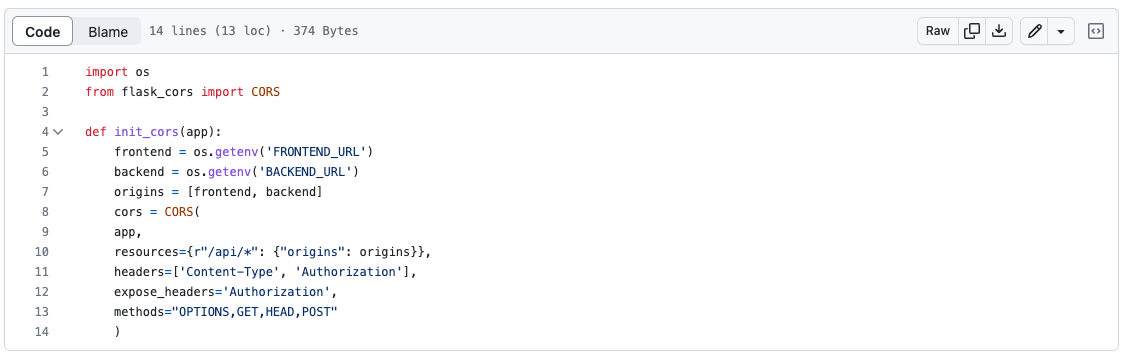 Code Blame 14 lines (13 loc) · 374 Bytes Raw
1 import os
2 from flask_cors import CORS
3
4 def init_cors(app):
5     frontend = os.getenv('FRONTEND_URL')
6     backend = os.getenv('BACKEND_URL')
7     origins = [frontend, backend]
8     cors = CORS(
9     app,
10     resources={r"/api/*": {"origins": origins}},
11     headers=['Content-Type', 'Authorization'],
12     expose_headers='Authorization',
13     methods="OPTIONS,GET,HEAD,POST"
14     )